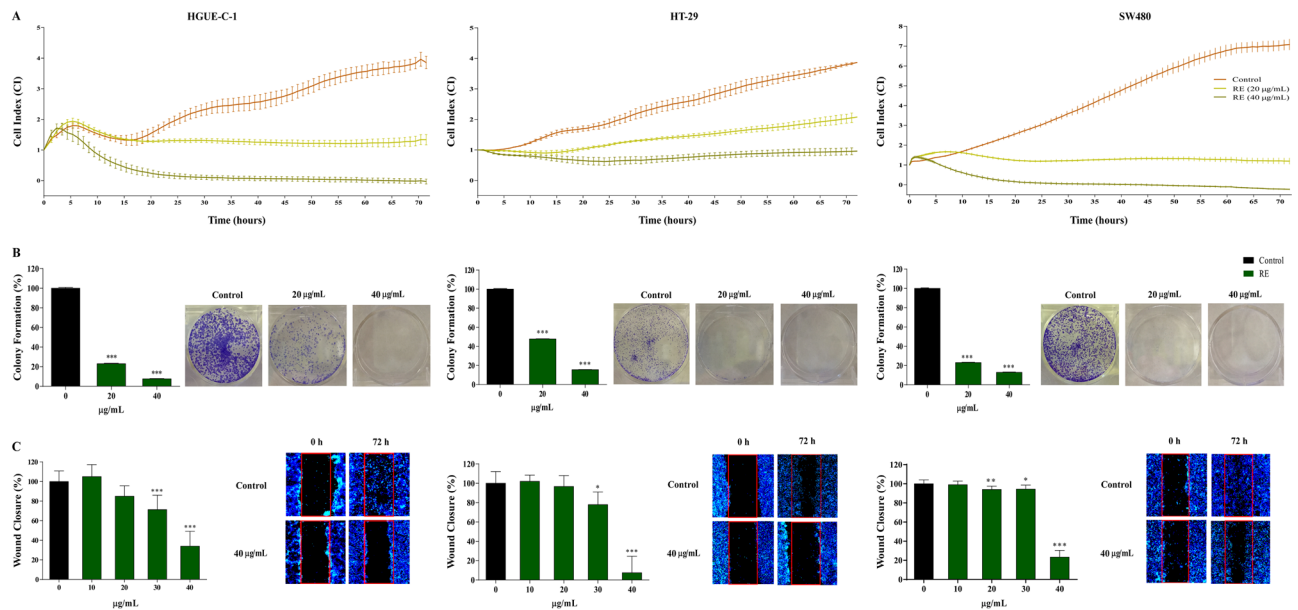 A
HGUE-C-1
HT-29
SW480
Cell Index (CI)
5
4
3
2
1
0
0 5 10 15 20 25 30 35 40 45 50 55 60 65 70
Time (hours)
Cell Index (CI)
5
4
3
2
1
0
0 5 10 15 20 25 30 35 40 45 50 55 60 65 70
Time (hours)
Cell Index (CI)
8
7
6
5
4
3
2
1
0
0 5 10 15 20 25 30 35 40 45 50 55 60 65 70
Time (hours)
Control
RE (20 µg/mL)
RE (40 µg/mL)
B
Colony Formation (%)
120
100
80
60
40
20
0
***
***
0 20 40
µg/mL
Control 20 µg/mL 40 µg/mL
Colony Formation (%)
120
100
80
60
40
20
0
***
***
0 20 40
µg/mL
Control 20 µg/mL 40 µg/mL
Colony Formation (%)
120
100
80
60
40
20
0
***
***
0 20 40
µg/mL
Control 20 µg/mL 40 µg/mL
Control
RE
C
Wound Closure (%)
120
100
80
60
40
20
0
***
***
0 10 20 30 40
µg/mL
0 h 72 h
Control
40 µg/mL
Wound Closure (%)
120
100
80
60
40
20
0
*
***
0 10 20 30 40
µg/mL
0 h 72 h
Control
40 µg/mL
Wound Closure (%)
120
100
80
60
40
20
0
**
*
***
0 10 20 30 40
µg/mL
0 h 72 h
Control
40 µg/mL